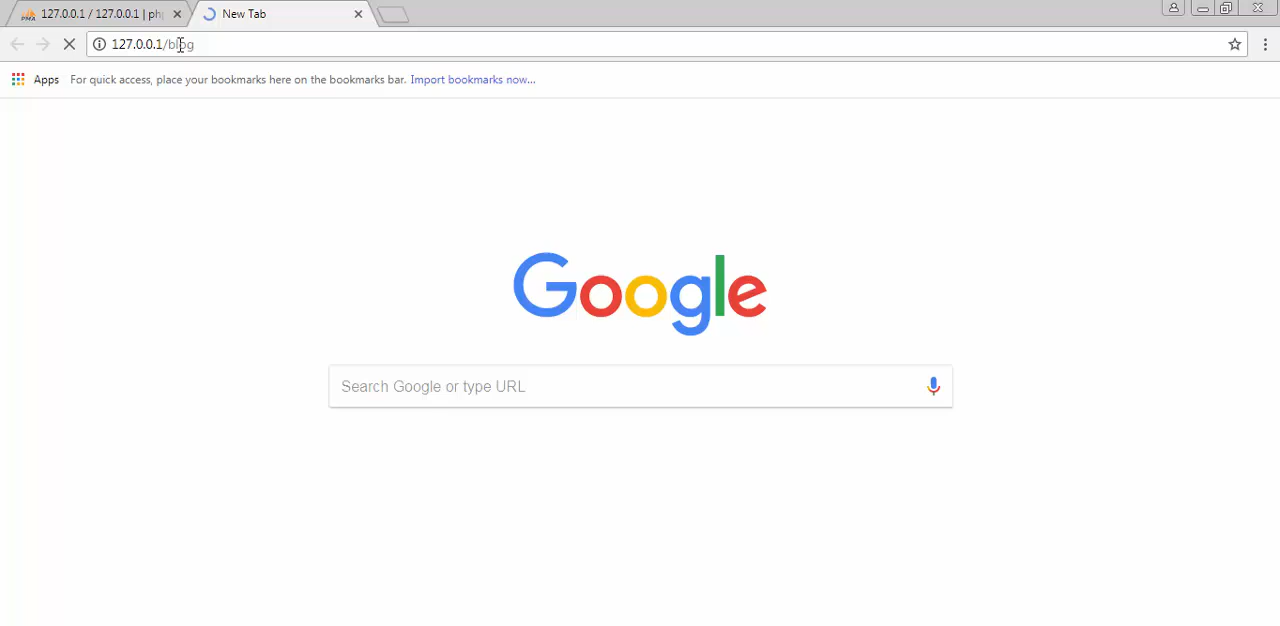 PMA 127.0.0.1 / 127.0.0.1 | ph
New Tab
127.0.0.1/blog
Apps For quick access, place your bookmarks here on the bookmarks bar. Import bookmarks now...
Google
Search Google or type URL